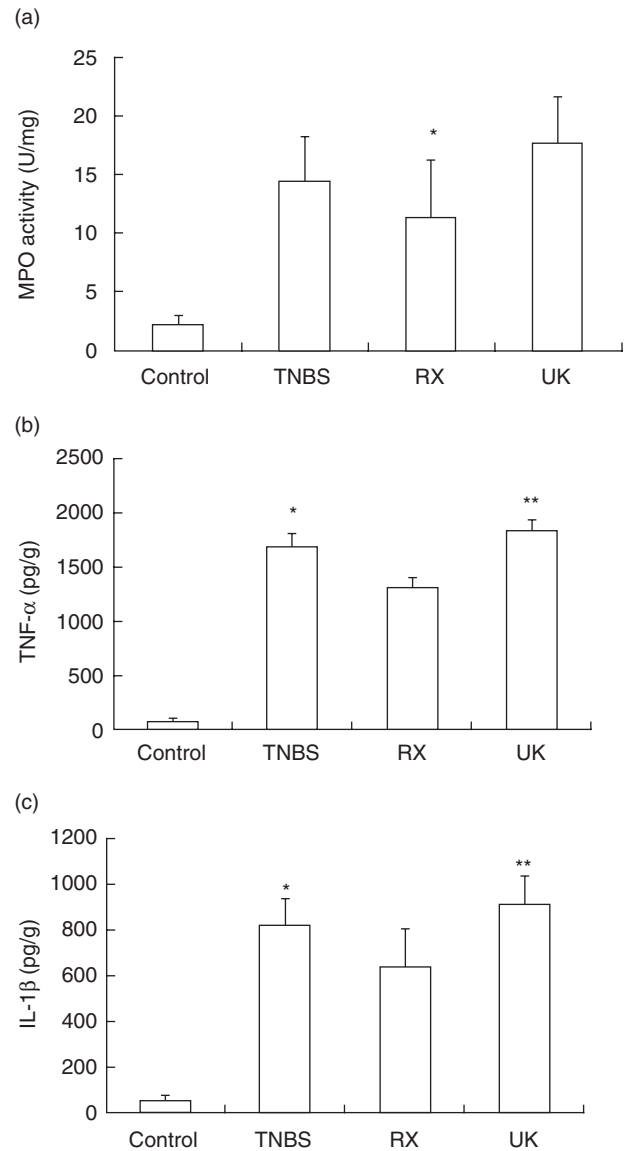 (a)
MPO activity (U/mg)
25
20
15
10
5
0
*
Control TNBS RX UK
(b)
TNF-α (pg/g)
2500
2000
1500
1000
500
0
* **
Control TNBS RX UK
(c)
IL-1β (pg/g)
1200
1000
800
600
400
200
0
* **
Control TNBS RX UK